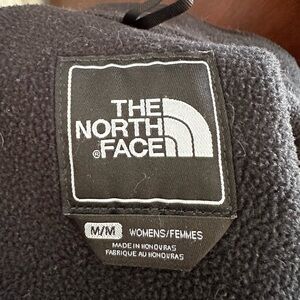 THE
NORTH
FACE
®
M/M WOMENS/FEMMES
MADE IN HONDURAS
FABRIQUE AU HONDURAS